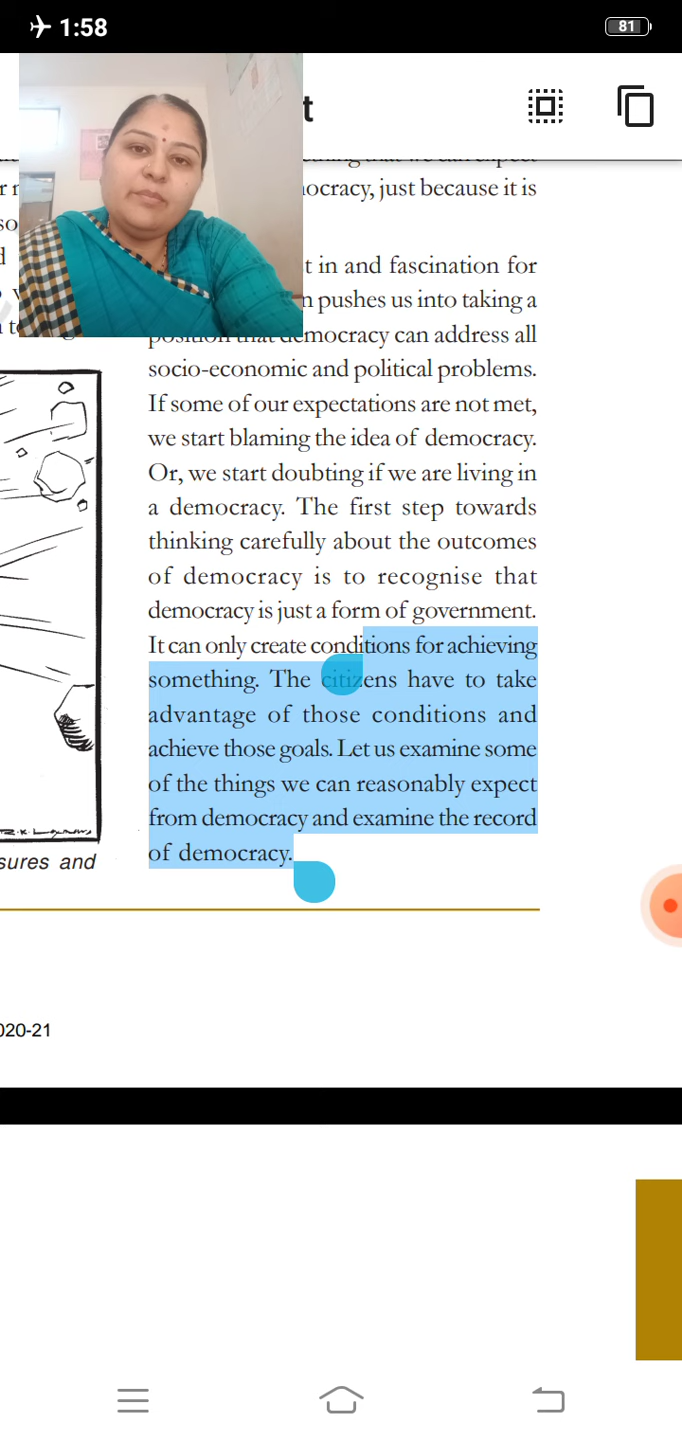 1:58
81
t
ocracy, just because it is
t in and fascination for
n pushes us into taking a
position that democracy can address all
socio-economic and political problems.
If some of our expectations are not met,
we start blaming the idea of democracy.
Or, we start doubting if we are living in
a democracy. The first step towards
thinking carefully about the outcomes
of democracy is to recognise that
democracy is just a form of government.
It can only create conditions for achieving
something. The citizens have to take
advantage of those conditions and
achieve those goals. Let us examine some
of the things we can reasonably expect
from democracy and examine the record
of democracy.
sures and
020-21